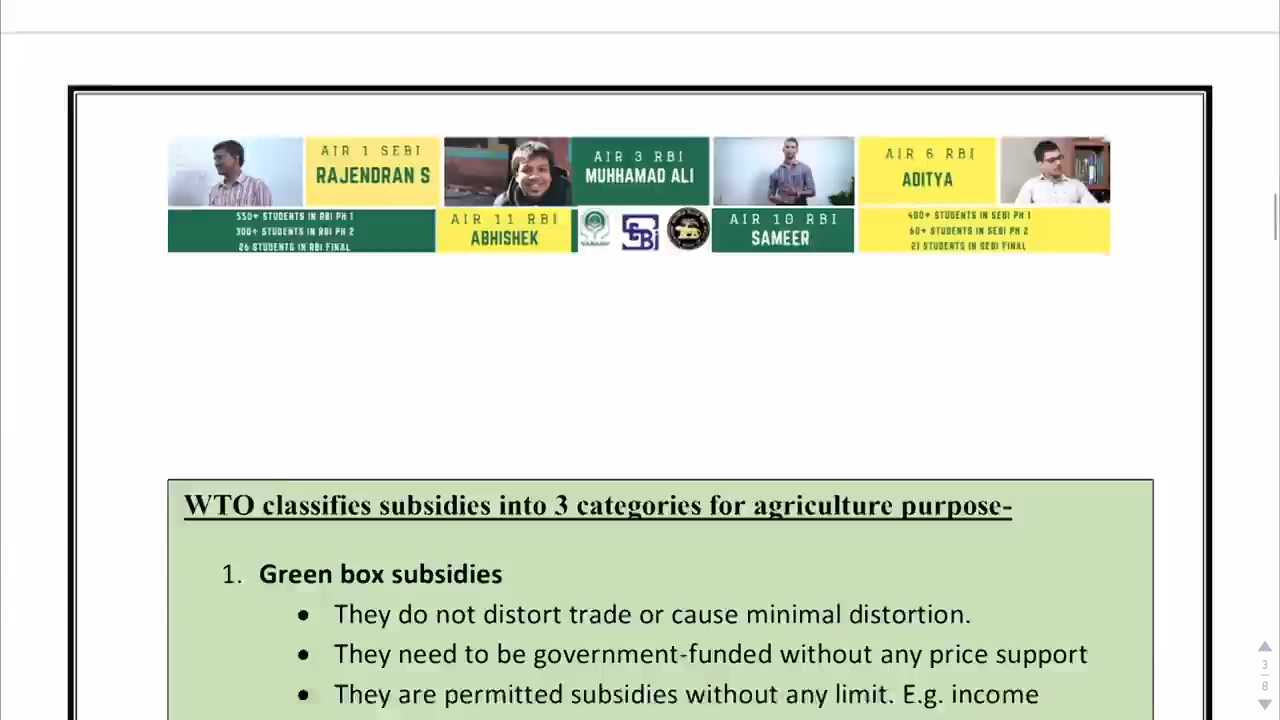 AIR 1 SEBI
RAJENDRAN S
AIR 3 RBI
MUHHAMAD ALI
AIR 6 RBI
ADITYA
550+ STUDENTS IN RBI PH 1
300+ STUDENTS IN RBI PH 2
26 STUDENTS IN RBI FINAL
AIR 11 RBI
ABHISHEK
SEBI
AIR 10 RBI
SAMEER
400+ STUDENTS IN SEBI PH 1
60+ STUDENTS IN SEBI PH 2
21 STUDENTS IN SEBI FINAL
WTO classifies subsidies into 3 categories for agriculture purpose-
1. Green box subsidies
• They do not distort trade or cause minimal distortion.
• They need to be government-funded without any price support
• They are permitted subsidies without any limit. E.g. income
3
8